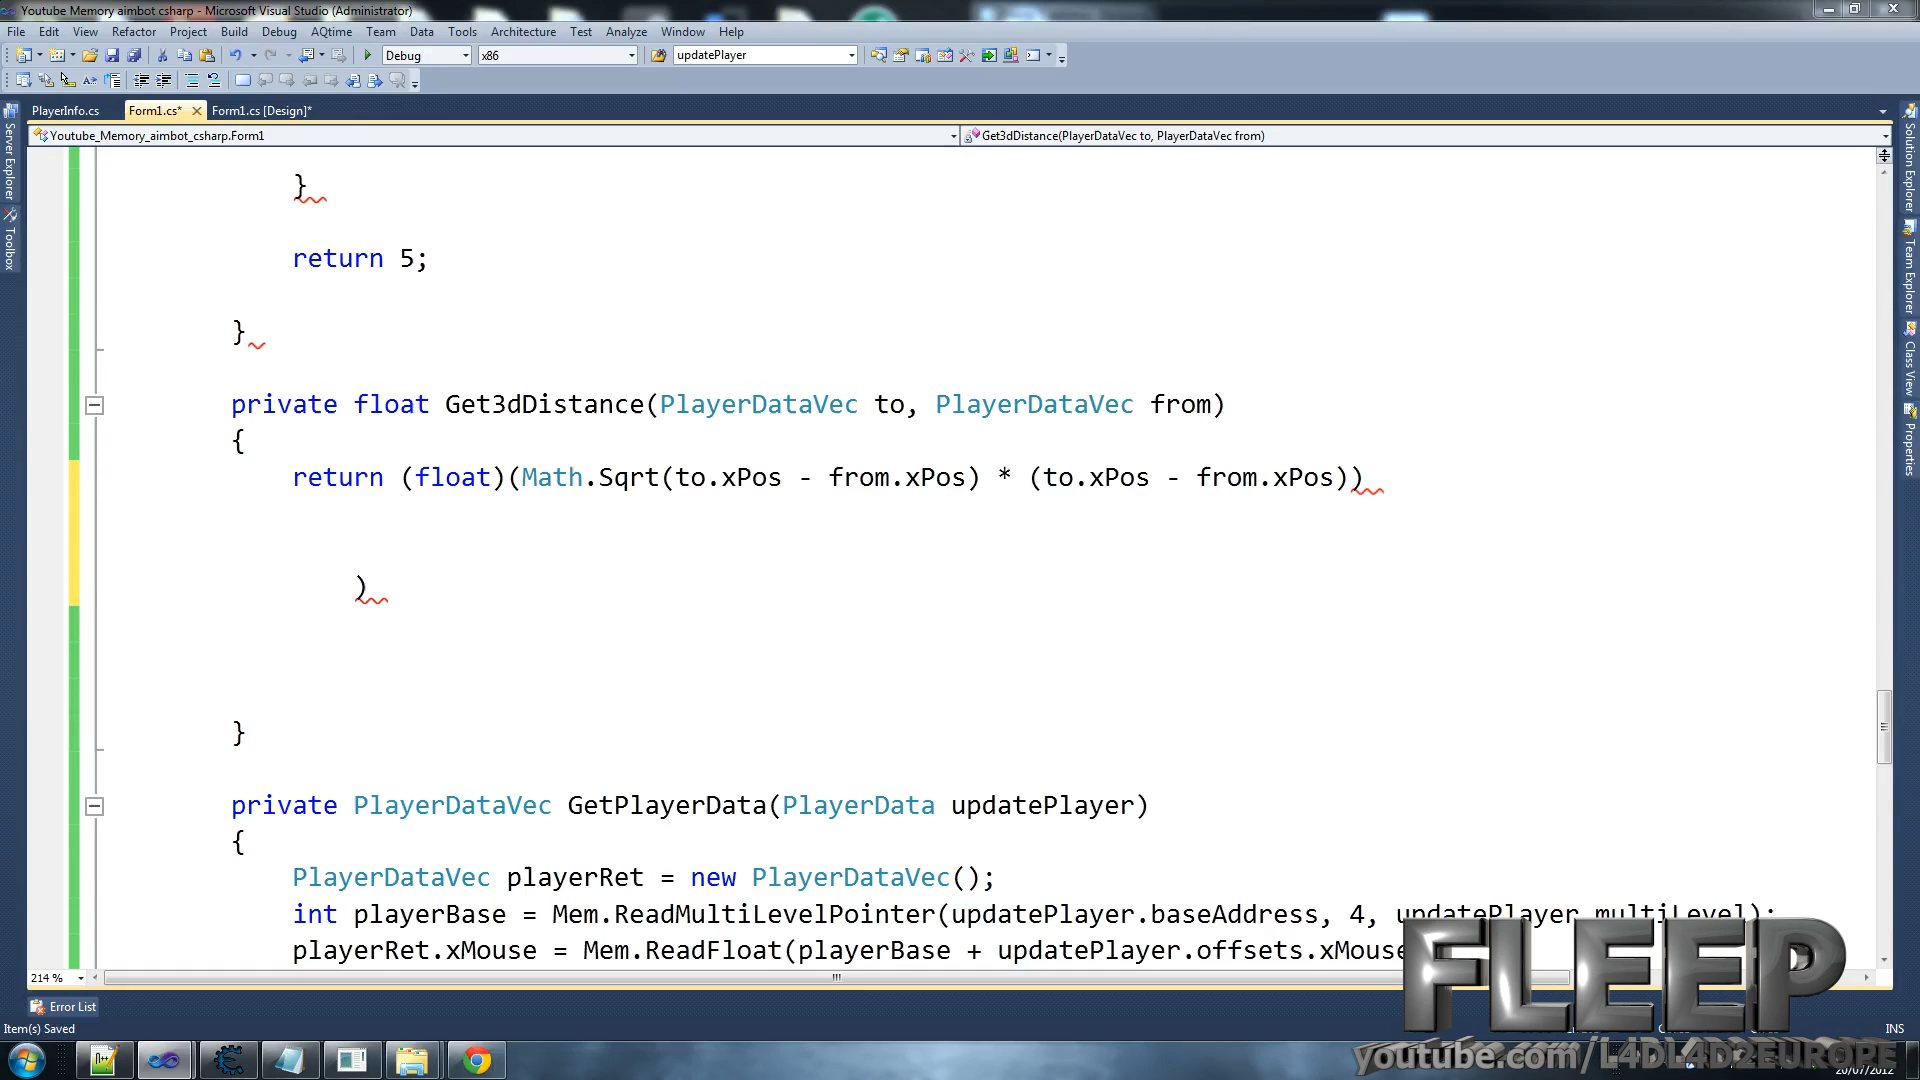 Youtube Memory aimbot csharp - Microsoft Visual Studio (Administrator)
File Edit View Refactor Project Build Debug AQtime Team Data Tools Architecture Test Analyze Window Help
Debug x86 updatePlayer
PlayerInfo.cs Form1.cs* Form1.cs [Design]*
Youtube_Memory_aimbot_csharp.Form1 Get3dDistance(PlayerDataVec to, PlayerDataVec from)
Server Explorer
Toolbox
Solution Explorer
Team Explorer
Class View
Properties
}
return 5;
}
private float Get3dDistance(PlayerDataVec to, PlayerDataVec from)
{
return (float)(Math.Sqrt(to.xPos - from.xPos) * (to.xPos - from.xPos))
)
}
private PlayerDataVec GetPlayerData(PlayerData updatePlayer)
{
PlayerDataVec playerRet = new PlayerDataVec();
int playerBase = Mem.ReadMultiLevelPointer(updatePlayer.baseAddress, 4, updatePlayer.multiLevel);
playerRet.xMouse = Mem.ReadFloat(playerBase + updatePlayer.offsets.xMouse
214 %
Error List
Item(s) Saved
INS
FLEEP
youtube.com/L4DL4D2EUROPE
20/07/2012